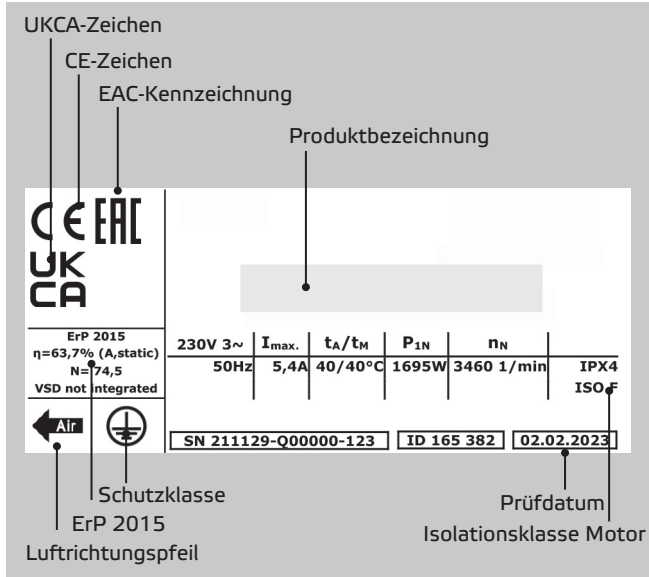 UKCA-Zeichen
CE-Zeichen
EAC-Kennzeichnung
Produktbezeichnung
CE EAC
UK
CA
ErP 2015
η=63,7% (A,static)
N= 74,5
VSD not integrated
230V 3~ Imax. tA/tM P1N nN
50Hz 5,4A 40/40°C 1695W 3460 1/min IPX4
ISO F
Air
SN 211129-Q00000-123 ID 165 382 02.02.2023
Schutzklasse
Prüfdatum
ErP 2015
Isolationsklasse Motor
Luftrichtungspfeil